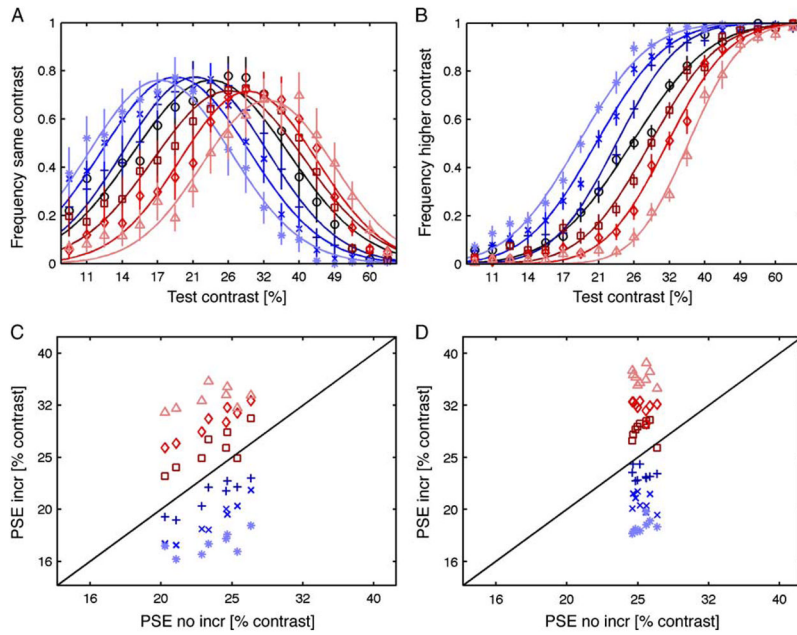 A
B
Frequency same contrast
1
0.8
0.6
0.4
0.2
0
11 14 17 21 26 32 40 49 60
Test contrast [%]
Frequency higher contrast
1
0.8
0.6
0.4
0.2
0
11 14 17 21 26 32 40 49 60
Test contrast [%]
C
D
PSE incr [% contrast]
40
32
25
20
16
16 20 25 32 40
PSE no incr [% contrast]
PSE incr [% contrast]
40
32
25
20
16
16 20 25 32 40
PSE no incr [% contrast]